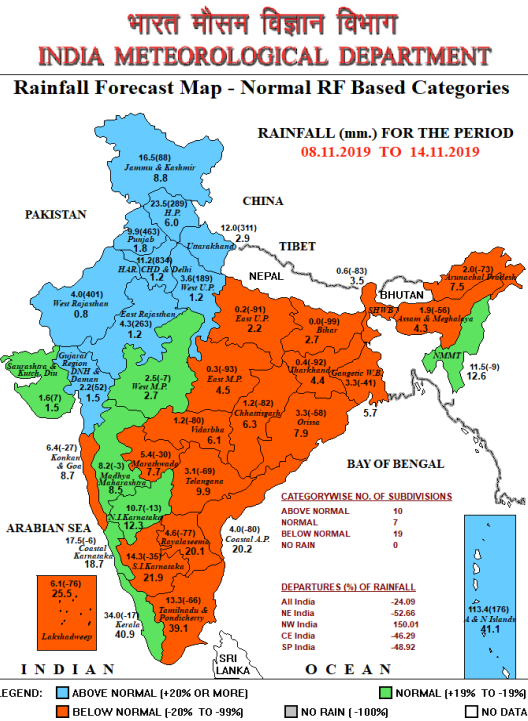 भारत मौसम विज्ञान विभाग
INDIA METEOROLOGICAL DEPARTMENT
Rainfall Forecast Map - Normal RF Based Categories
RAINFALL (mm.) FOR THE PERIOD
08.11.2019 TO 14.11.2019
16.5(88)
Jammu & Kashmir
8.8
23.5(289)
H.P.
6.0
CHINA
PAKISTAN
9.9(463)
Punjab
1.8
12.0(311)
2.9
Uttarakhand
TIBET
11.2(834)
HAR. CHD & Delhi
1.2
NEPAL
0.6(-83)
3.5
2.0(-73)
Arunachal Pradesh
7.5
3.6(189)
West U.P.
1.2
4.0(401)
West Rajasthan
0.8
BHUTAN
East Rajasthan
4.3(263)
1.2
0.2(-91)
East U.P.
2.2
0.0(-99)
Bihar
2.7
SHWB
1.9(-56)
Assam & Meghalaya
4.3
NMMT
11.5(-9)
12.6
Saurashtra &
Kutch, Diu
1.6(7)
1.5
Gujarat
Region
DNH &
Daman
2.2(52)
1.5
2.5(-7)
West M.P.
2.7
0.3(-93)
East M.P.
4.5
0.4(-92)
Jharkhand
4.4
Gangetic W.B.
3.3(-41)
5.7
1.2(-82)
Chhattisgarh
6.3
3.3(-58)
Orissa
7.9
1.2(-80)
Vidarbha
6.1
6.4(-27)
Konkan
& Goa
8.7
8.2(-3)
Madhya
Maharashtra
8.5
5.4(-30)
Marathwada
7.7
3.1(-69)
Telangana
9.9
BAY OF BENGAL
CATEGORYWISE NO. OF SUBDIVISIONS
ABOVE NORMAL 10
NORMAL 7
BELOW NORMAL 19
NO RAIN 0
10.7(-13)
N.I.Karnataka
12.3
ARABIAN SEA
17.5(-6)
Coastal
Karnataka
18.7
4.6(-77)
Rayalaseema
20.1
4.0(-80)
Coastal A.P.
20.2
14.3(-35)
S.I.Karnataka
21.9
6.1(-76)
25.5
Lakshadweep
13.3(-66)
Tamilnadu &
Pondicherry
39.1
34.0(-17)
Kerala
40.9
DEPARTURES (%) OF RAINFALL
All India -24.09
NE India -52.66
NW India 150.01
CE India -46.29
SP India -48.92
113.4(176)
A & N Islands
41.1
SRI
LANKA
INDIAN OCEAN
LEGEND: ABOVE NORMAL (+20% OR MORE) NORMAL (+19% TO -19%)
BELOW NORMAL (-20% TO -99%) NO RAIN (-100%) NO DATA